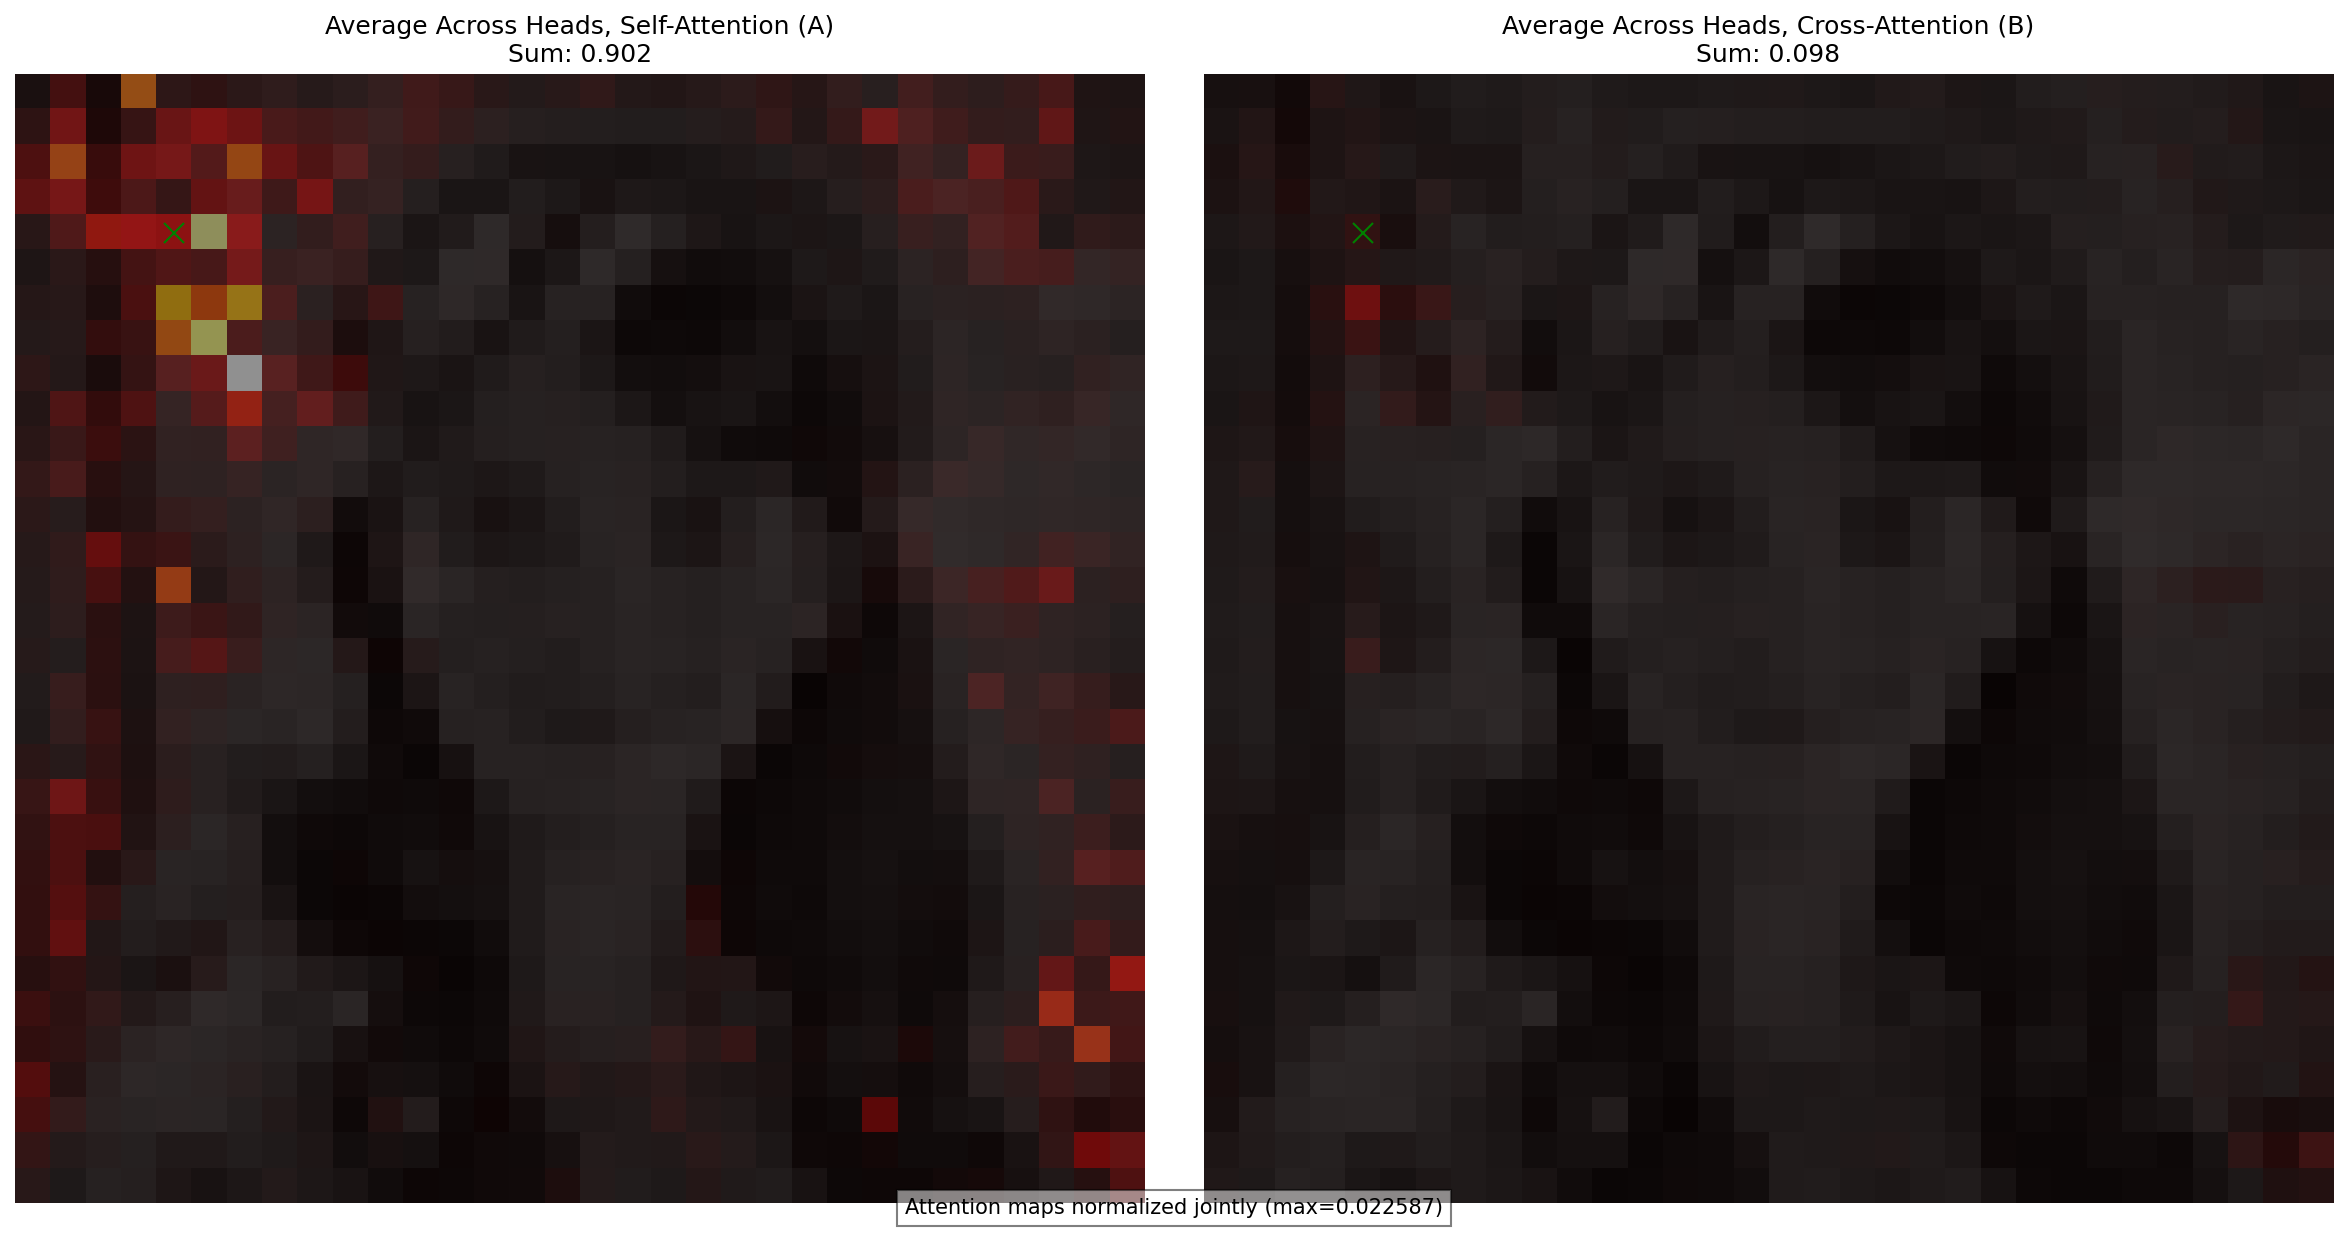 Average Across Heads, Self-Attention (A)
Sum: 0.902
Average Across Heads, Cross-Attention (B)
Sum: 0.098
Attention maps normalized jointly (max=0.022587)